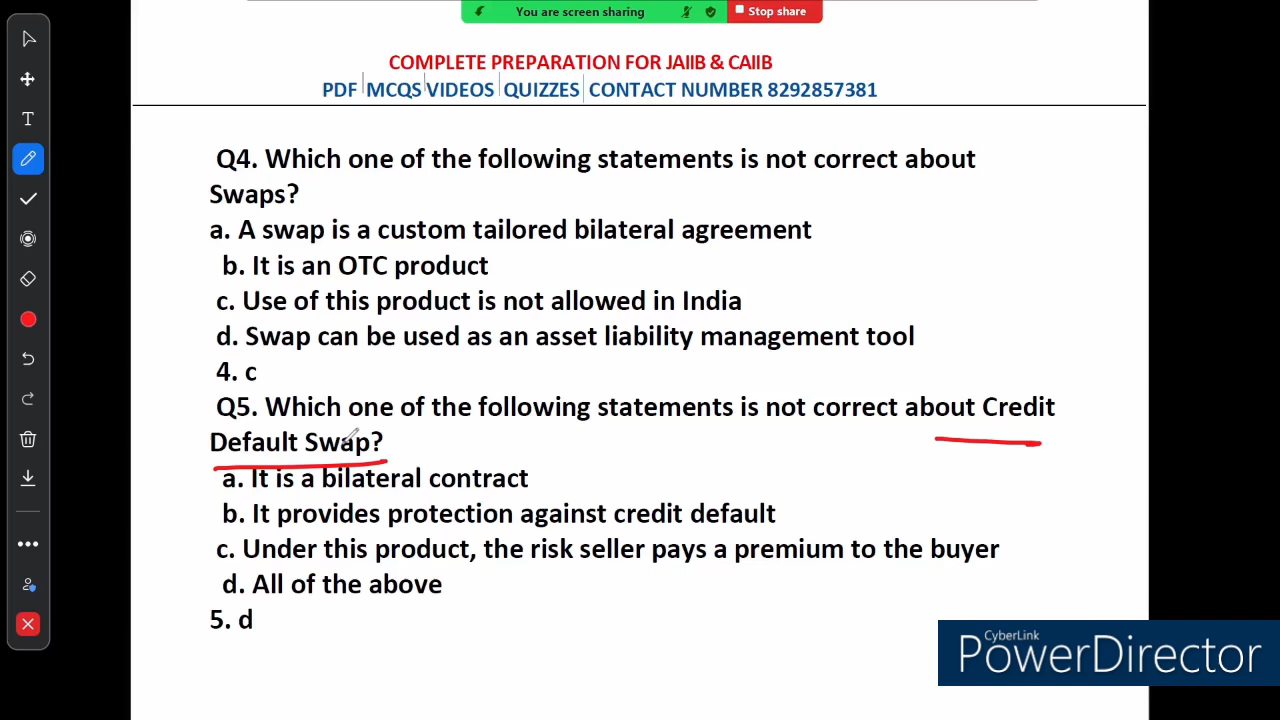 You are screen sharing Stop share
COMPLETE PREPARATION FOR JAIIB & CAIIB
PDF MCQS VIDEOS QUIZZES CONTACT NUMBER 8292857381
Q4. Which one of the following statements is not correct about
Swaps?
a. A swap is a custom tailored bilateral agreement
b. It is an OTC product
c. Use of this product is not allowed in India
d. Swap can be used as an asset liability management tool
4. c
Q5. Which one of the following statements is not correct about Credit
Default Swap?
a. It is a bilateral contract
b. It provides protection against credit default
c. Under this product, the risk seller pays a premium to the buyer
d. All of the above
5. d
CyberLink
PowerDirector